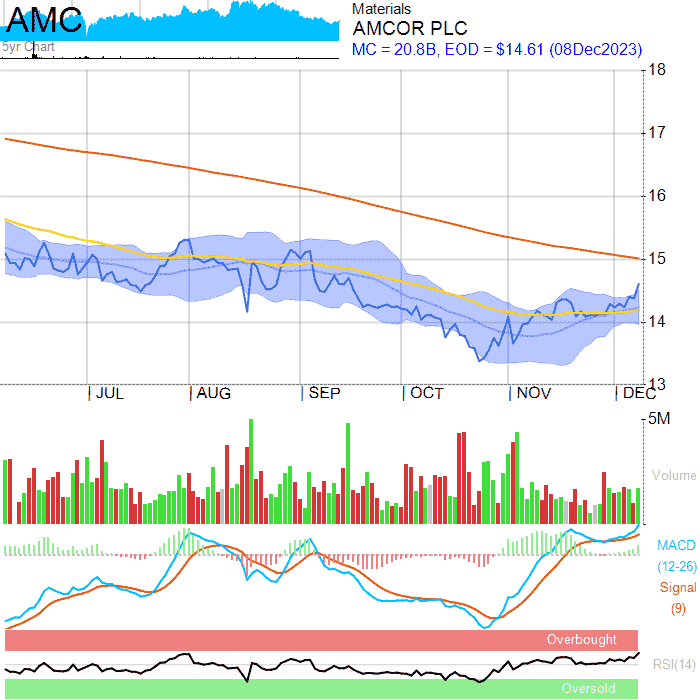 AMC
5yr Chart
Materials
AMCOR PLC
MC = 20.8B, EOD = $14.61 (08Dec2023)
18
17
16
15
14
13
JUL AUG SEP OCT NOV DEC
5M
Volume
MACD
(12-26)
Signal
(9)
Overbought
RSI(14)
Oversold